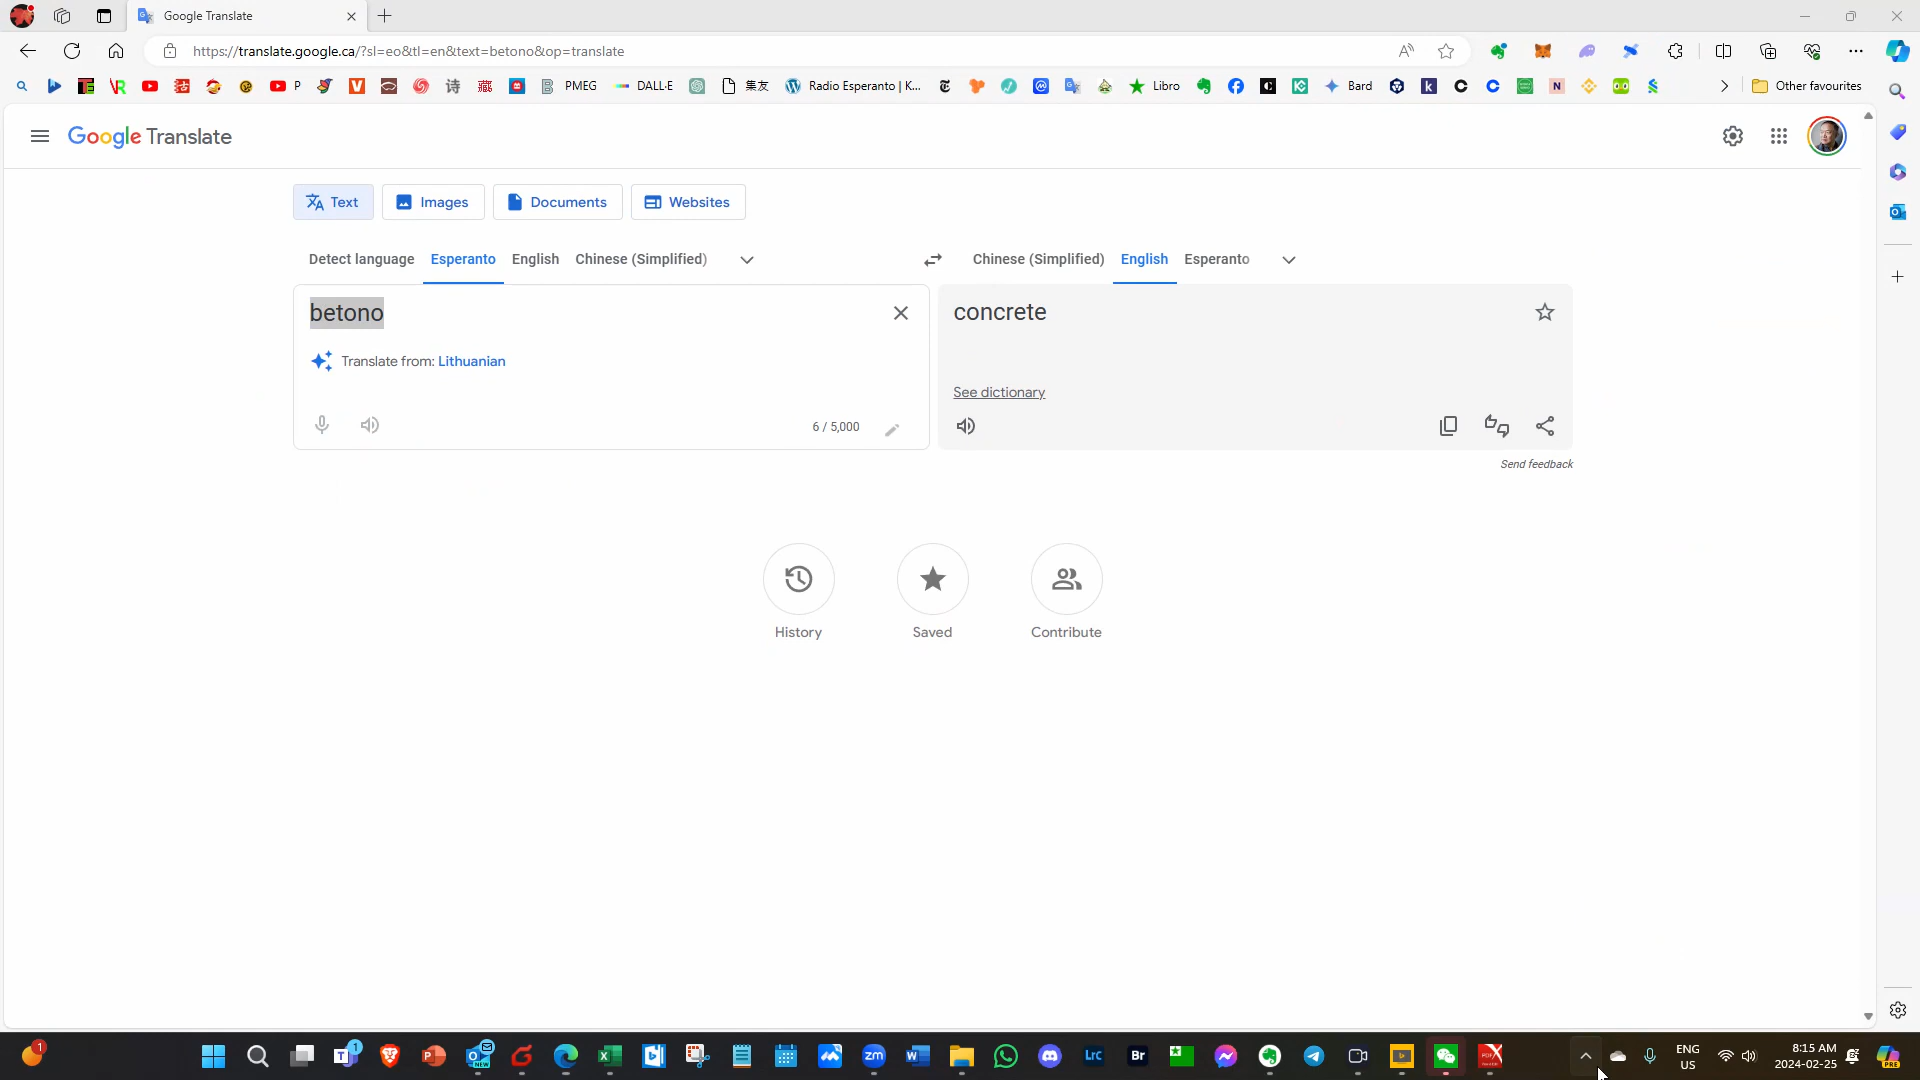 Google Translate
https://translate.google.ca/?sl=eo&tl=en&text=betono&op=translate
PMEG
DALL·E
集友
Radio Esperanto | K...
Libro
Bard
Other favourites
Google Translate
Text
Images
Documents
Websites
Detect language
Esperanto
English
Chinese (Simplified)
Chinese (Simplified)
English
Esperanto
betono
concrete
Translate from: Lithuanian
See dictionary
6 / 5,000
Send feedback
History
Saved
Contribute
ENG
US
8:15 AM
2024-02-25